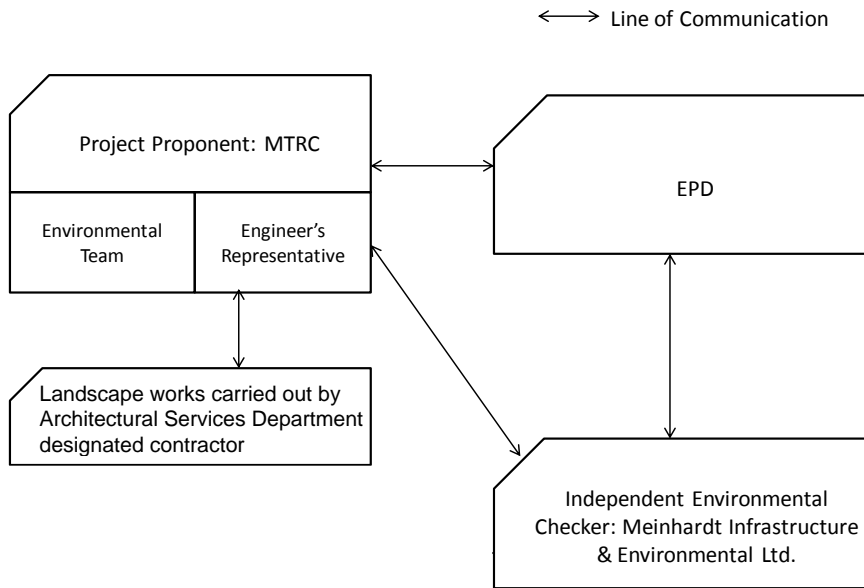 Line of Communication
Project Proponent: MTRC
EPD
Environmental
Team
Engineer’s
Representative
Landscape works carried out by
Architectural Services Department
designated contractor
Independent Environmental
Checker: Meinhardt Infrastructure
& Environmental Ltd.